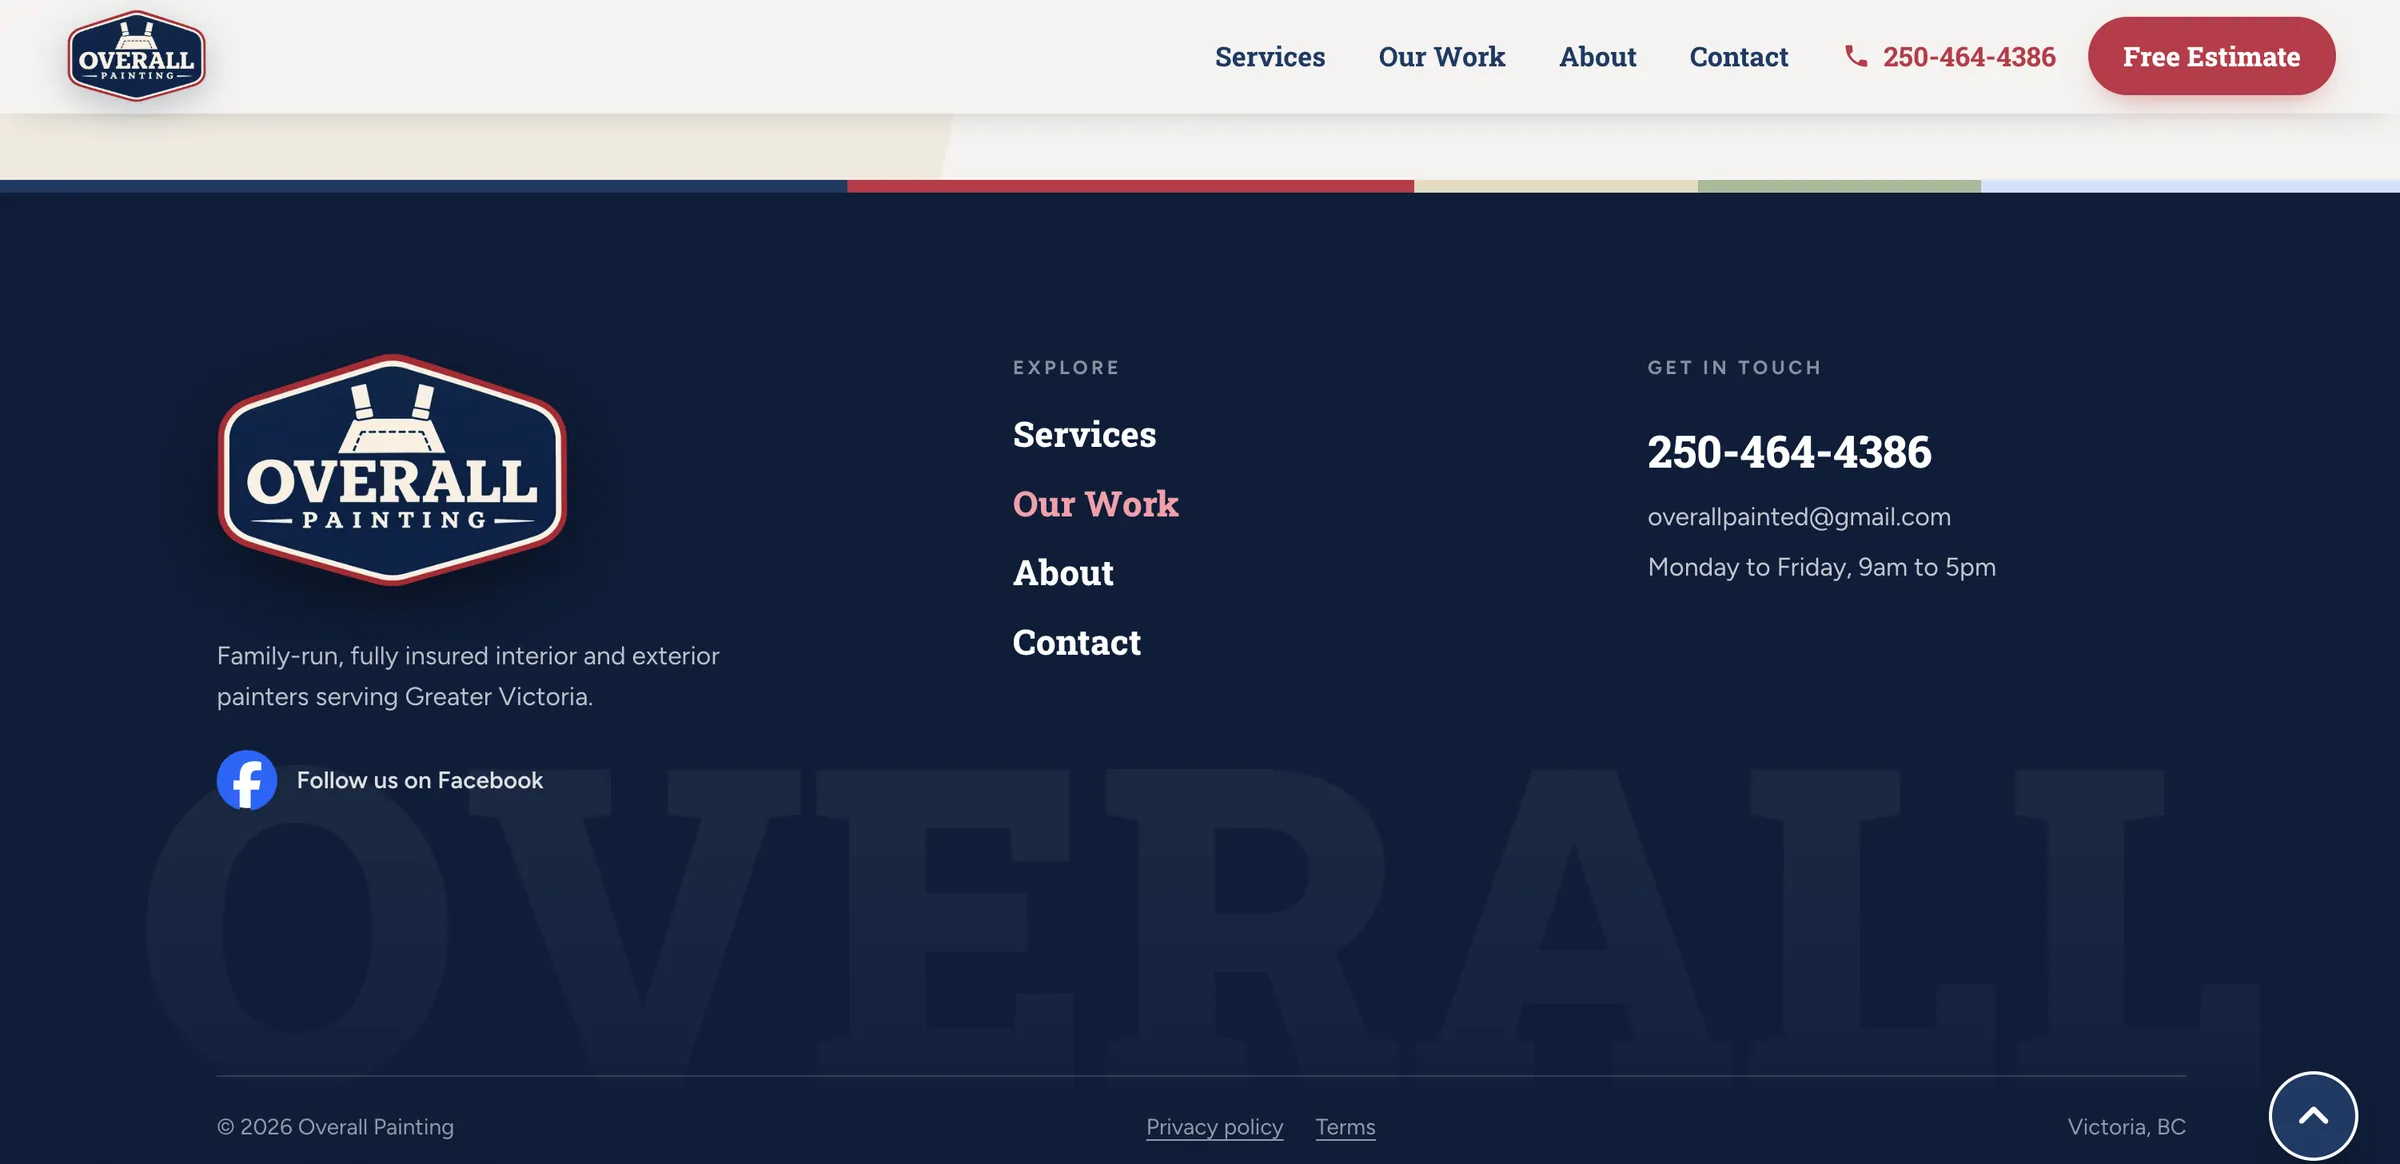 OVERALL
PAINTING
Services
Our Work
About
Contact
250-464-4386
Free Estimate
OVERALL
PAINTING
Family-run, fully insured interior and exterior
painters serving Greater Victoria.
Follow us on Facebook
EXPLORE
Services
Our Work
About
Contact
GET IN TOUCH
250-464-4386
overallpainted@gmail.com
Monday to Friday, 9am to 5pm
OVERALL
© 2026 Overall Painting
Privacy policy
Terms
Victoria, BC